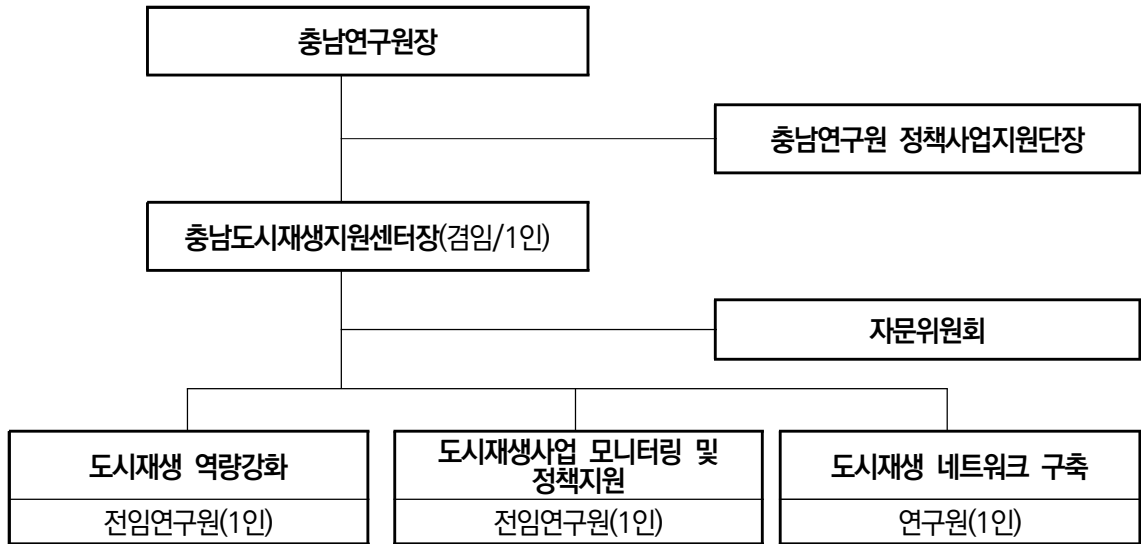 충남연구원장
충남연구원 정책사업지원단장
충남도시재생지원센터장(겸임/1인)
자문위원회
도시재생 역량강화
전임연구원(1인)
도시재생사업 모니터링 및
정책지원
전임연구원(1인)
도시재생 네트워크 구축
연구원(1인)